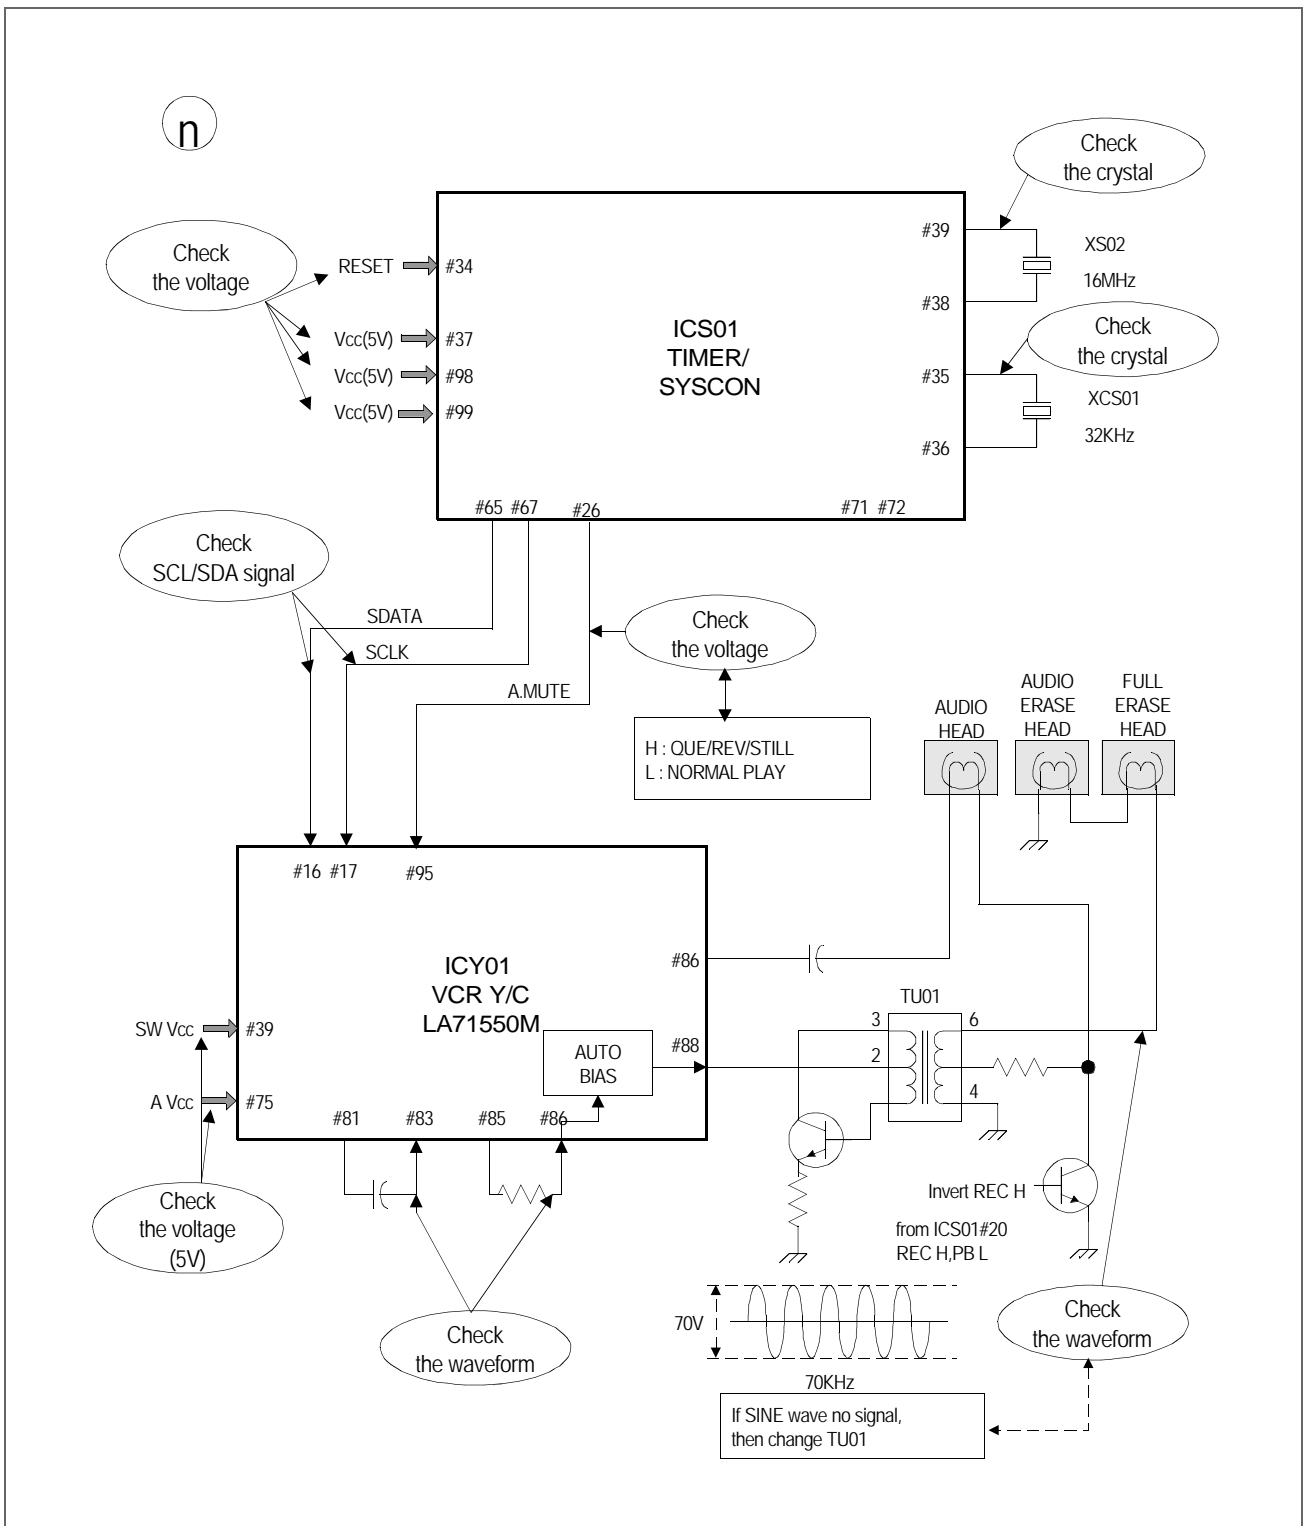 n
Check
the crystal
Check
the voltage
RESET
#34
Vcc(5V)
#37
Vcc(5V)
#98
Vcc(5V)
#99
ICS01
TIMER/
SYSCON
#39
#38
XS02
16MHz
Check
the crystal
#35
#36
XCS01
32KHz
#65 #67
#26
#71 #72
Check
SCL/SDA signal
SDATA
SCLK
A.MUTE
Check
the voltage
H : QUE/REV/STILL
L : NORMAL PLAY
AUDIO
HEAD
AUDIO
ERASE
HEAD
FULL
ERASE
HEAD
#16 #17
#95
ICY01
VCR Y/C
LA71550M
#86
SW Vcc
#39
A Vcc
#75
AUTO
BIAS
#88
#81
#83
#85
#86
TU01
3
2
6
4
Check
the voltage
(5V)
Invert REC H
from ICS01#20
REC H,PB L
Check
the waveform
70V
70KHz
Check
the waveform
If SINE wave no signal,
then change TU01